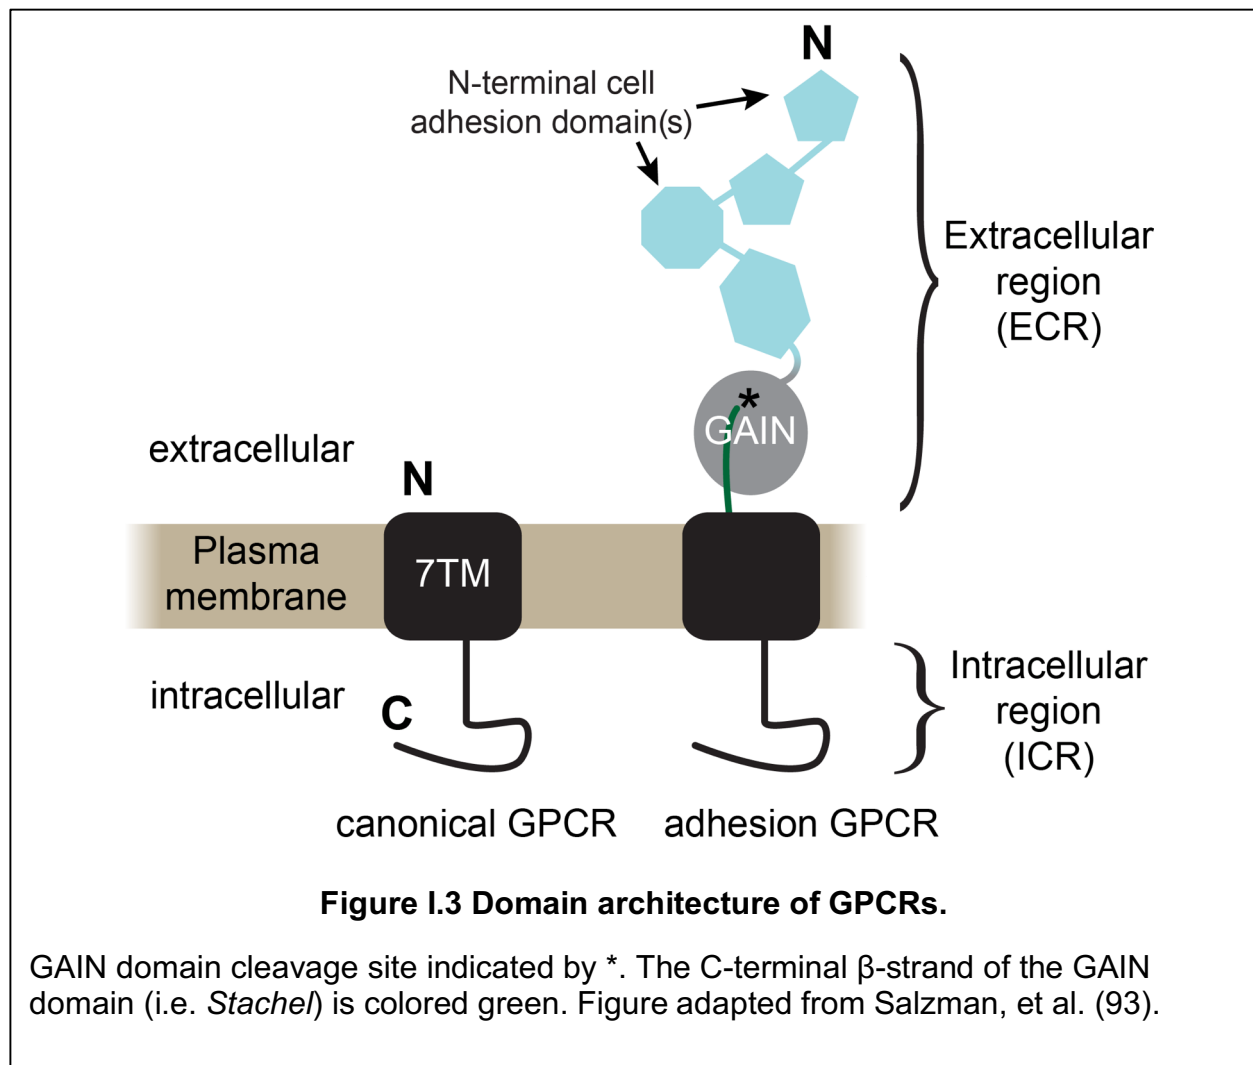 N
N-terminal cell
adhesion domain(s)
Extracellular
region
(ECR)
*
GAIN
extracellular
N
Plasma
membrane
7TM
intracellular
C
Intracellular
region
(ICR)
canonical GPCR
adhesion GPCR
Figure I.3 Domain architecture of GPCRs.
GAIN domain cleavage site indicated by *. The C-terminal β-strand of the GAIN
domain (i.e. Stachel) is colored green. Figure adapted from Salzman, et al. (93).